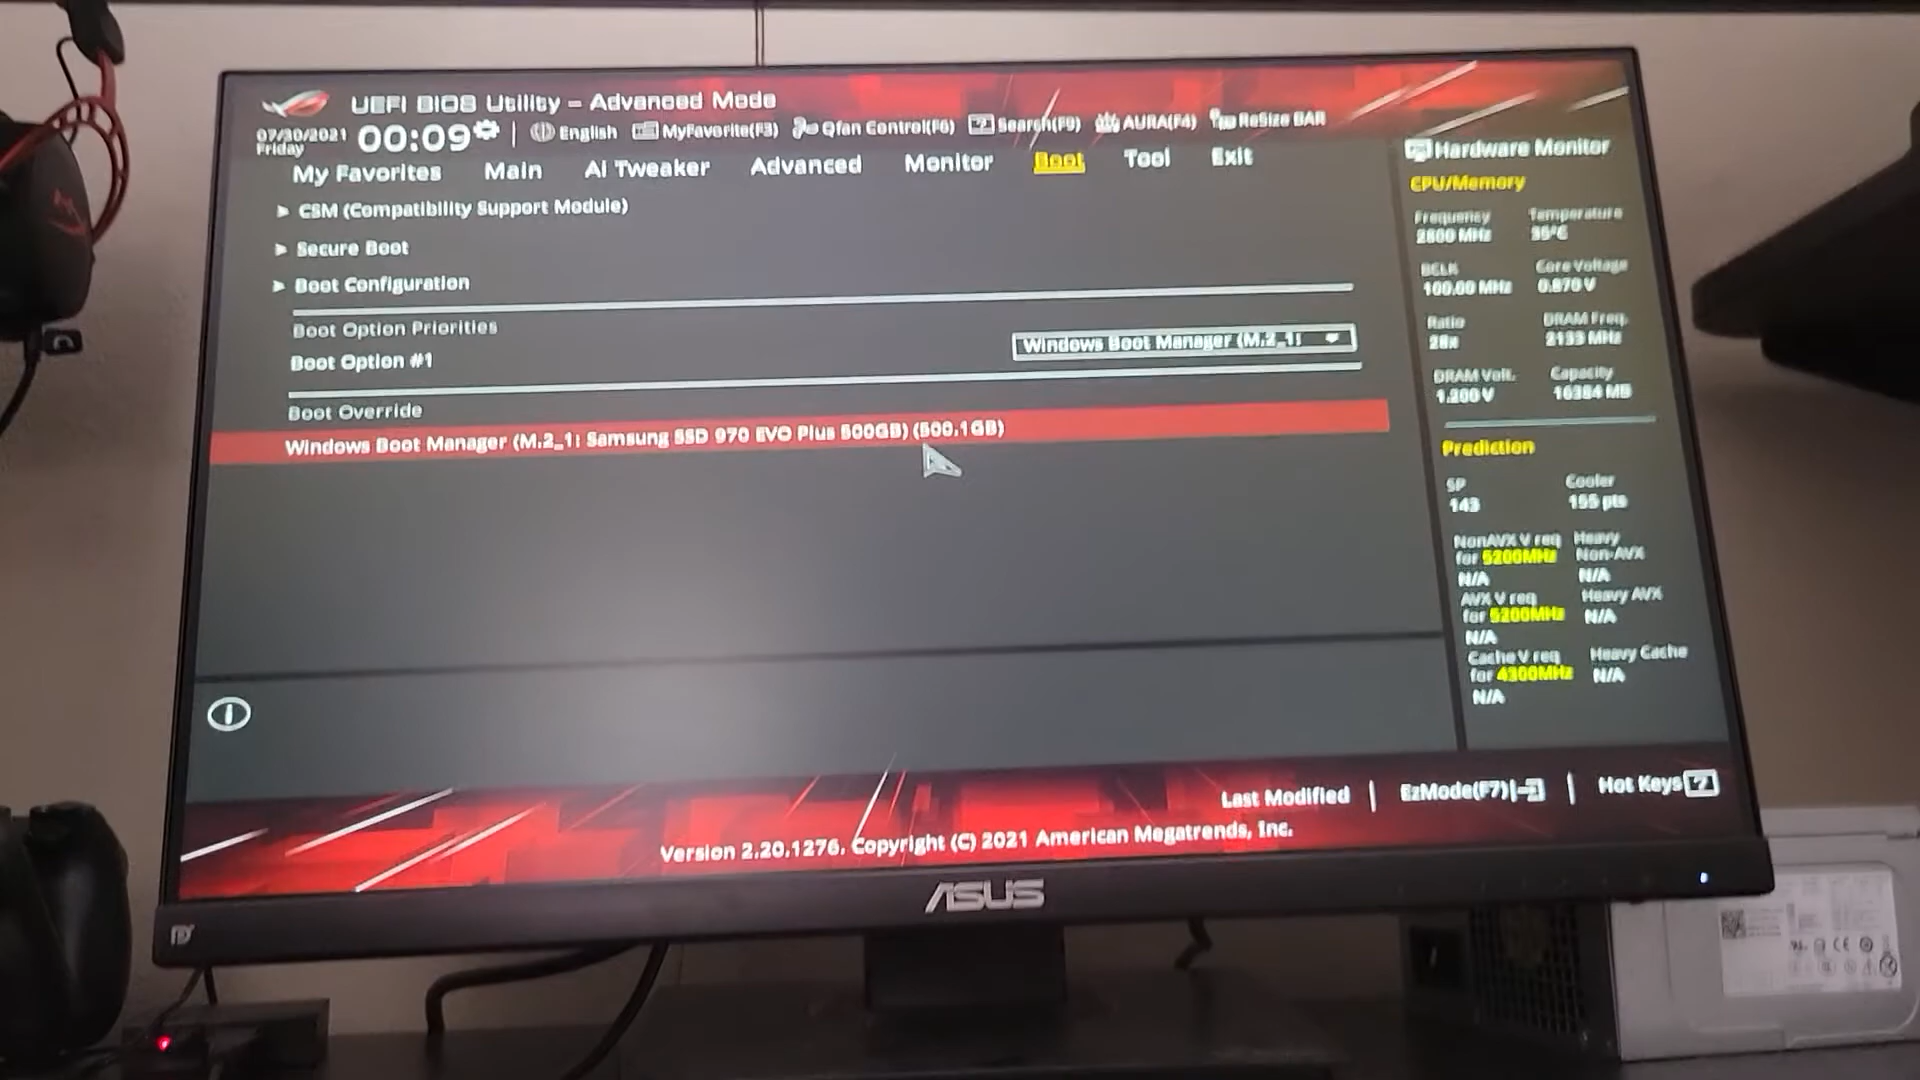 UEFI BIOS Utility – Advanced Mode
07/30/2021
Friday
00:09
English
MyFavorite(F3)
Qfan Control(F6)
Search(F9)
AURA(F4)
ReSize BAR
My Favorites
Main
Ai Tweaker
Advanced
Monitor
Boot
Tool
Exit
CSM (Compatibility Support Module)
Secure Boot
Boot Configuration
Boot Option Priorities
Boot Option #1
Windows Boot Manager (M.2_1:
Boot Override
Windows Boot Manager (M.2_1: Samsung SSD 970 EVO Plus 500GB) (500.1GB)
Hardware Monitor
CPU/Memory
Frequency Temperature
2800 MHz 35°C
BCLK Core Voltage
100.00 MHz 0.870 V
Ratio DRAM Freq.
28x 2133 MHz
DRAM Volt. Capacity
1.200 V 16384 MB
Prediction
SP Cooler
143 155 pts
NonAVX V req Heavy
for 5200MHz Non-AVX
N/A N/A
AVX V req Heavy AVX
for 5200MHz N/A
N/A
Cache V req Heavy Cache
for 4300MHz N/A
N/A
Last Modified
EzMode(F7)
Hot Keys ?
Version 2.20.1276. Copyright (C) 2021 American Megatrends, Inc.
ASUS